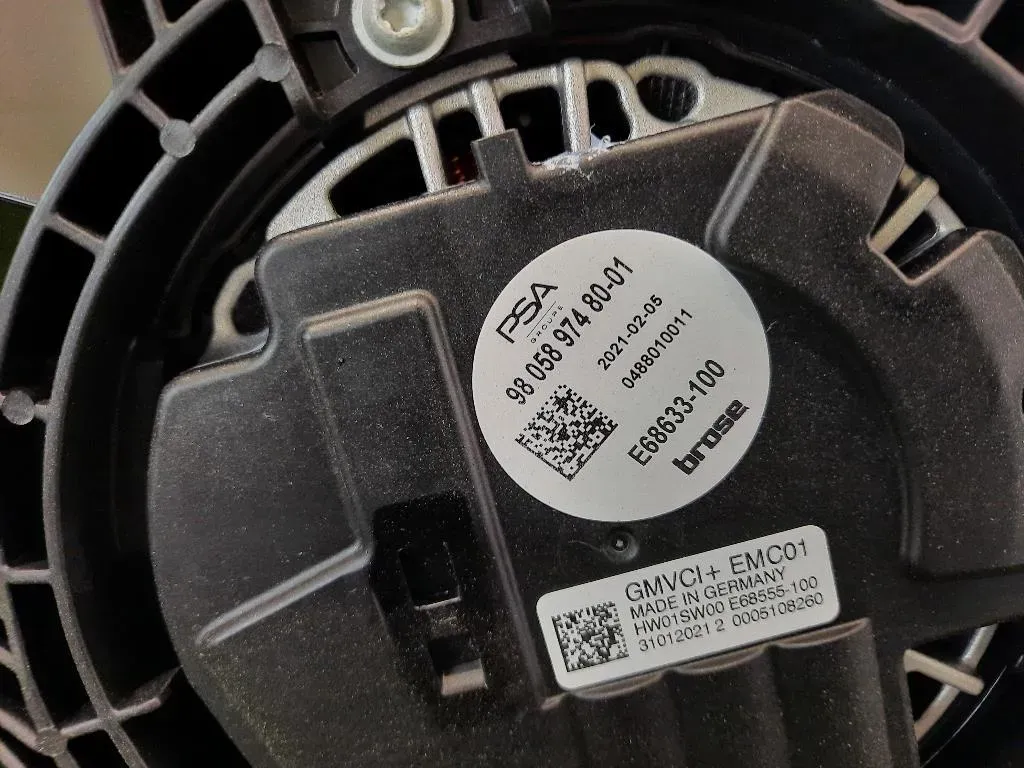 PSA
GROUPE
98 058 974 80-01
2021-02-05
0488010011
E68633-100
brose
GMVCI+ EMC01
MADE IN GERMANY
HW01SW00 E68555-100
31012021 2 0005108260